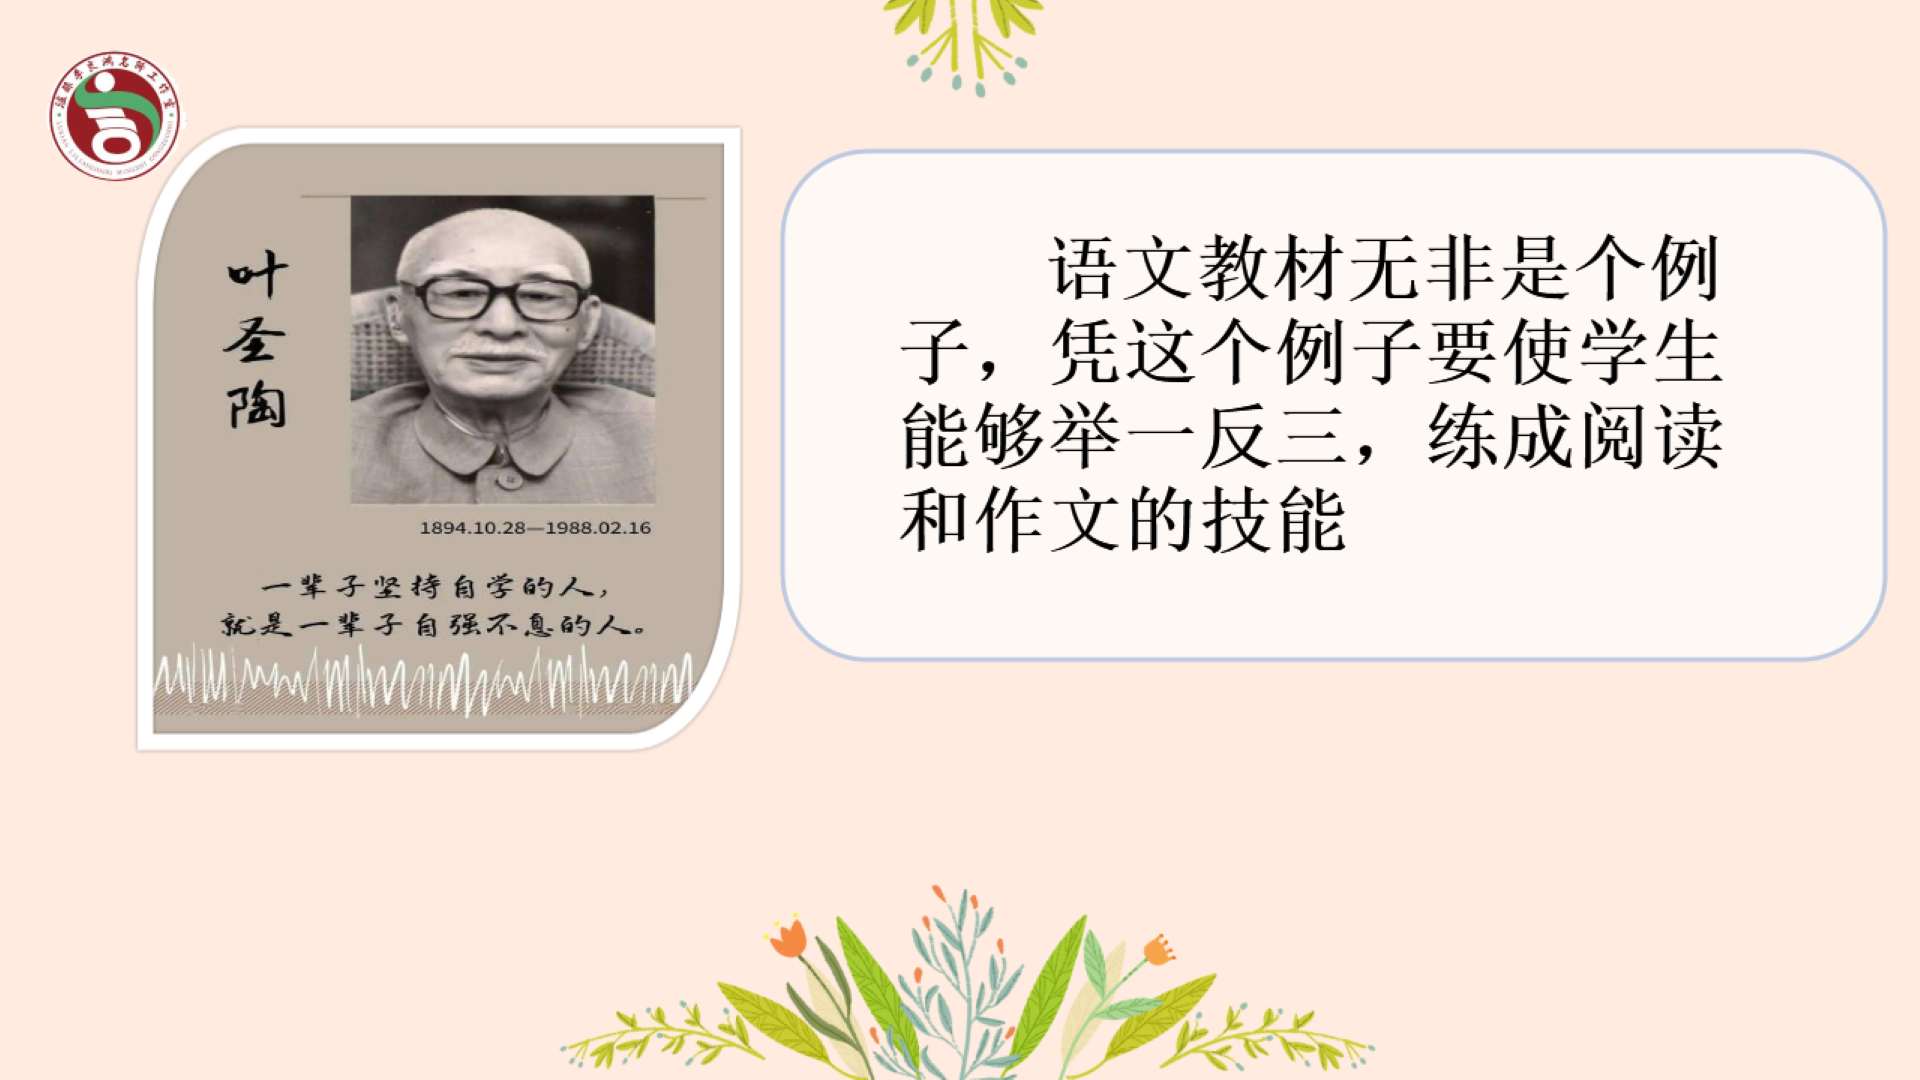 叶圣陶
1894.10.28—1988.02.16
一辈子坚持自学的人，
就是一辈子自强不息的人。
语文教材无非是个例
子，凭这个例子要使学生
能够举一反三，练成阅读
和作文的技能